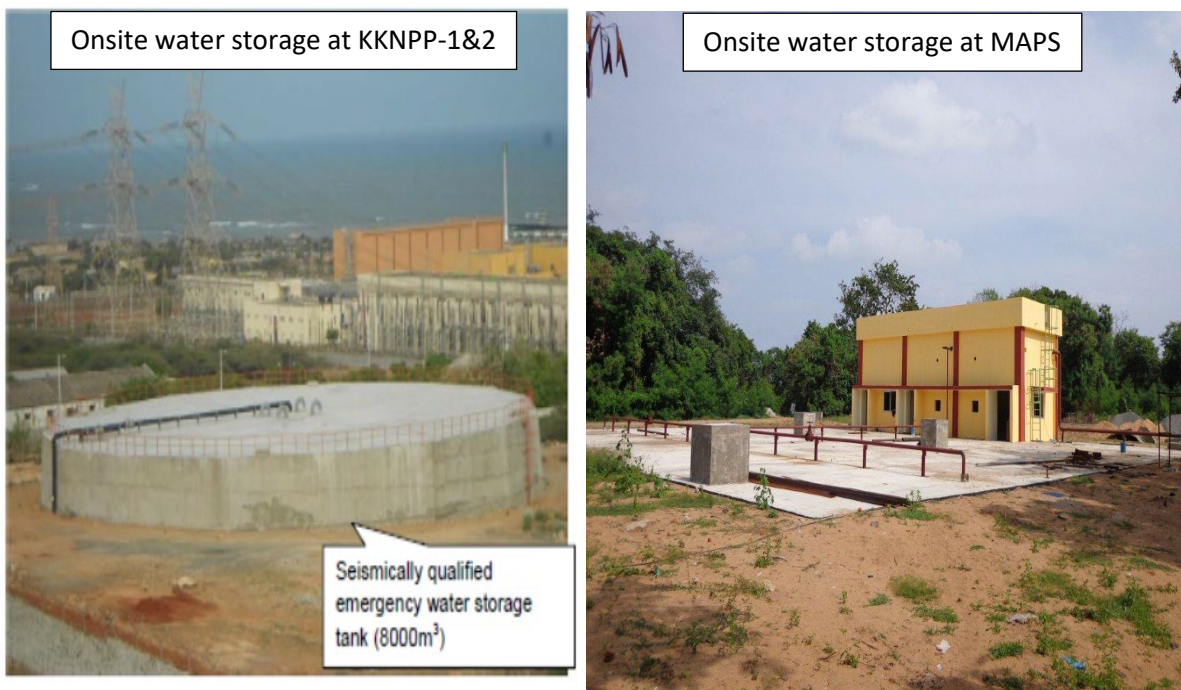 Onsite water storage at KKNPP-1&2
Onsite water storage at MAPS
Seismically qualified
emergency water storage
tank (8000m³)